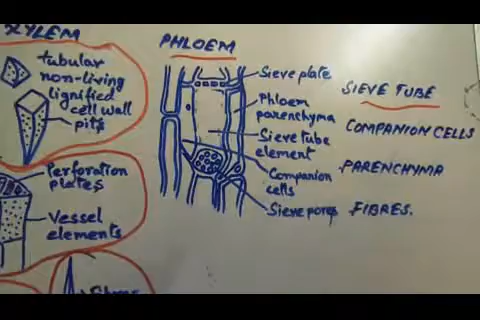 XYLEM
tubular
non-living
lignified
cell wall
pits
Perforation
plates
Vessel
elements
Fibres
PHLOEM
Sieve plate
Phloem
parenchyma
Sieve tube
element
Companion
cells
Sieve pores
SIEVE TUBE
COMPANION CELLS
PARENCHYMA
FIBRES.